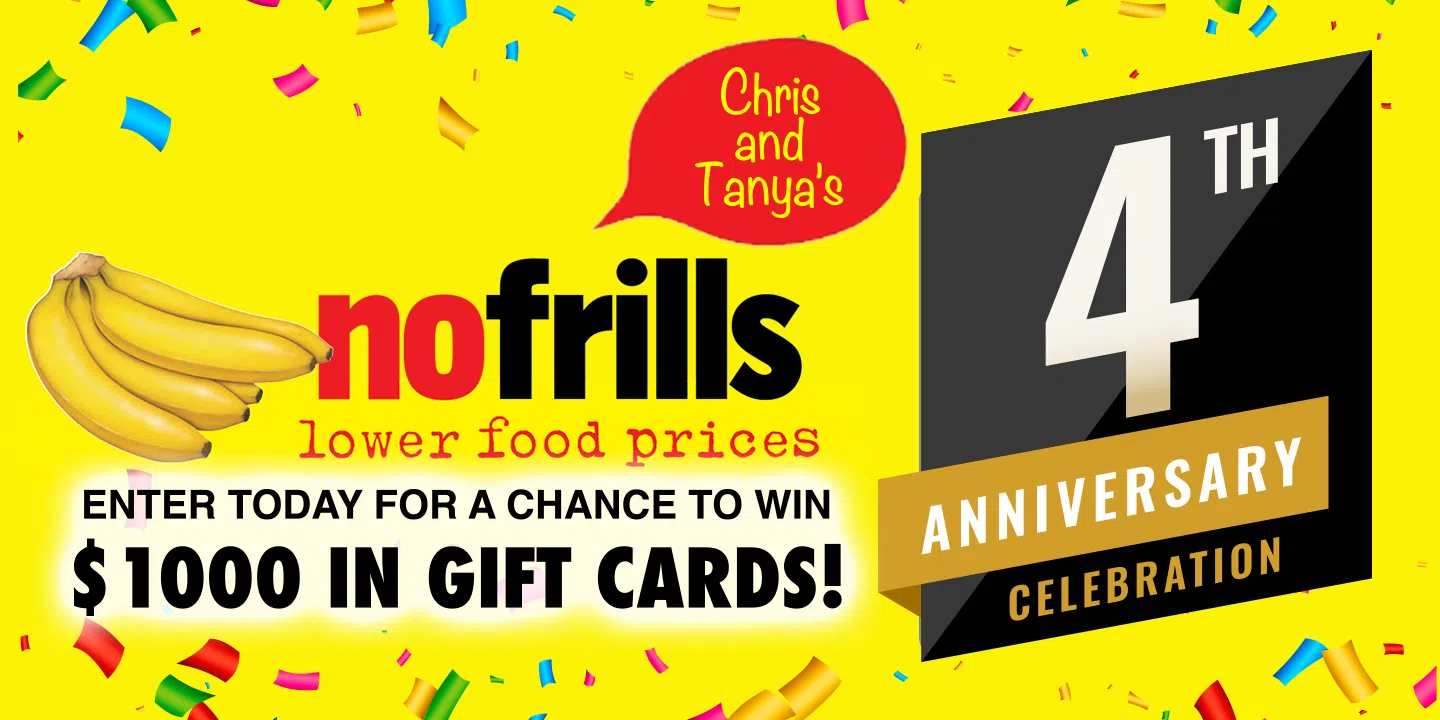 Chris
and
Tanya's
nofrills
lower food prices
ENTER TODAY FOR A CHANCE TO WIN
$1000 IN GIFT CARDS!
4TH
ANNIVERSARY
CELEBRATION